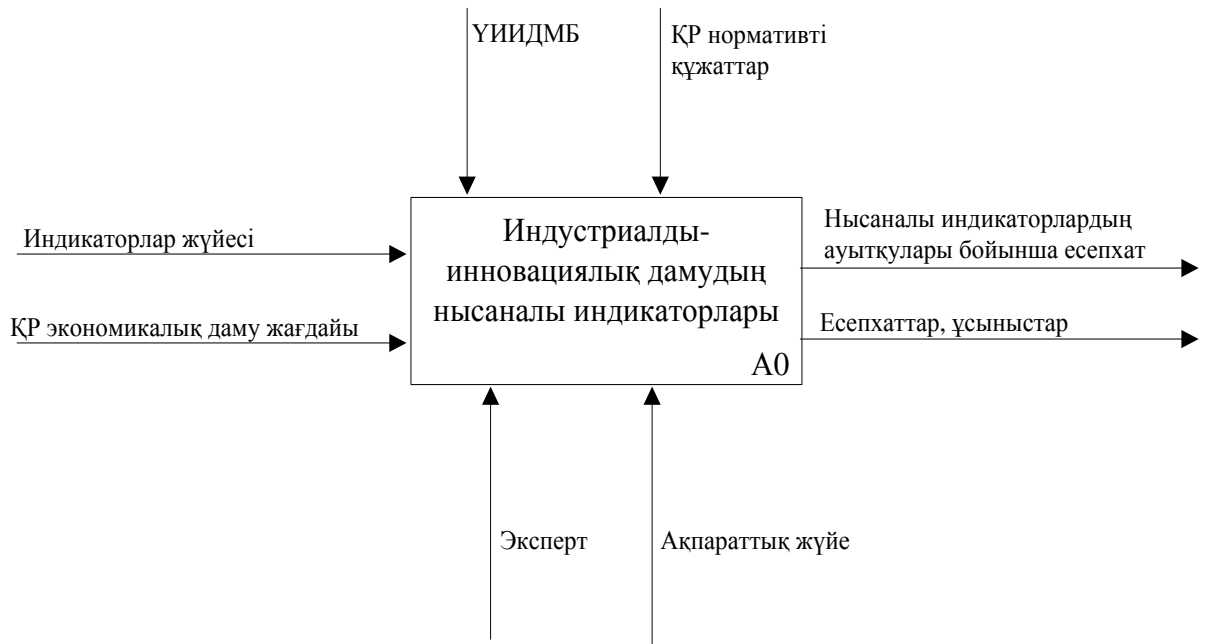 ҮИИДМБ
ҚР нормативті
құжаттар
Индикаторлар жүйесі
ҚР экономикалық даму жағдайы
Индустриалды-
инновациялық дамудың
нысаналы индикаторлары
А0
Нысаналы индикаторлардың
ауытқулары бойынша есепхат
Есепхаттар, ұсыныстар
Эксперт
Ақпараттық жүйе